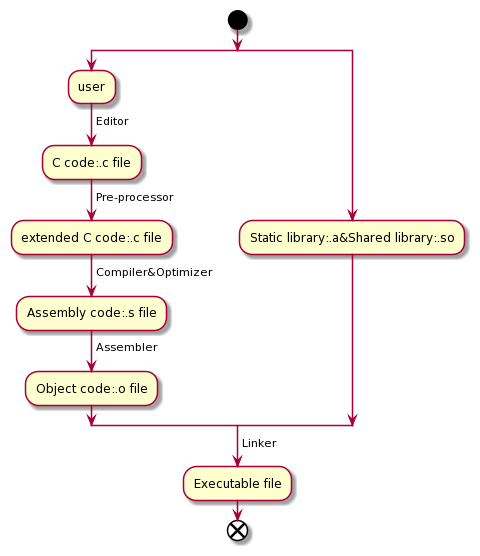 user
Editor
C code:.c file
Pre-processor
extended C code:.c file
Static library:.a&Shared library:.so
Compiler&Optimizer
Assembly code:.s file
Assembler
Object code:.o file
Linker
Executable file